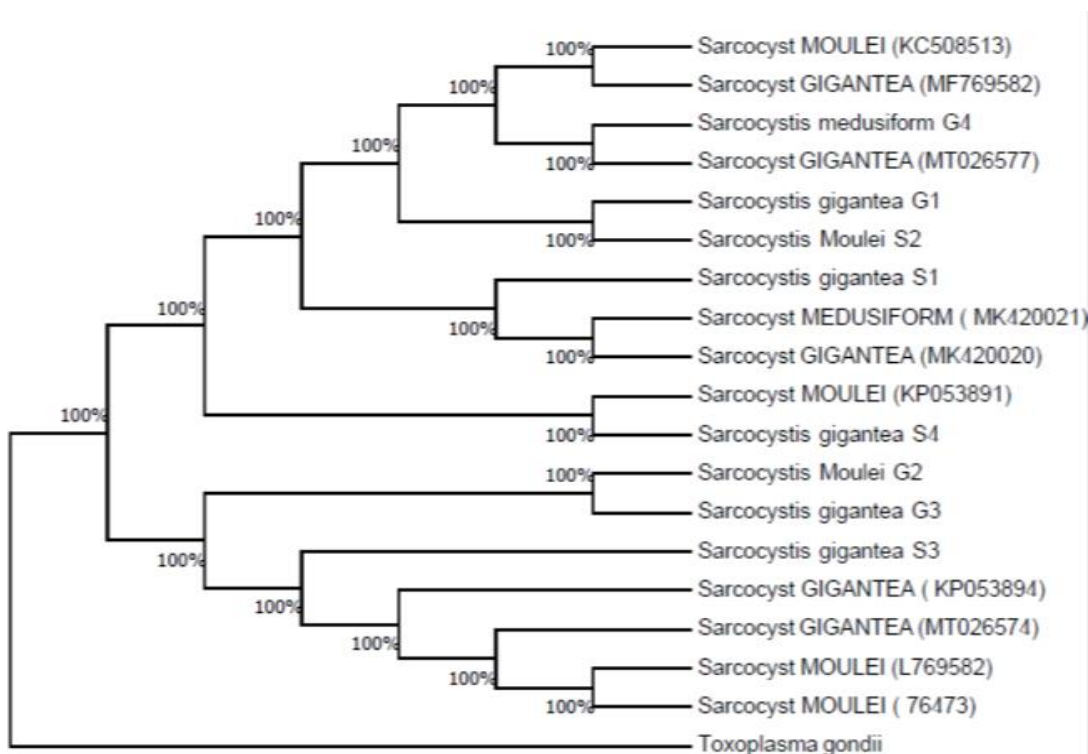 100%
Sarcocyst MOULEI (KC508513)
100%
Sarcocyst GIGANTEA (MF769582)
Sarcocystis medusiform G4
100%
100%
Sarcocyst GIGANTEA (MT026577)
100%
Sarcocystis gigantea G1
100%
Sarcocystis Moulei S2
Sarcocystis gigantea S1
100%
Sarcocyst MEDUSIFORM ( MK420021)
100%
100%
Sarcocyst GIGANTEA (MK420020)
Sarcocyst MOULEI (KP053891)
100%
100%
Sarcocystis gigantea S4
100%
Sarcocystis Moulei G2
Sarcocystis gigantea G3
Sarcocystis gigantea S3
100%
Sarcocyst GIGANTEA ( KP053894)
100%
Sarcocyst GIGANTEA (MT026574)
100%
Sarcocyst MOULEI (L769582)
100%
100%
Sarcocyst MOULEI ( 76473)
Toxoplasma gondii